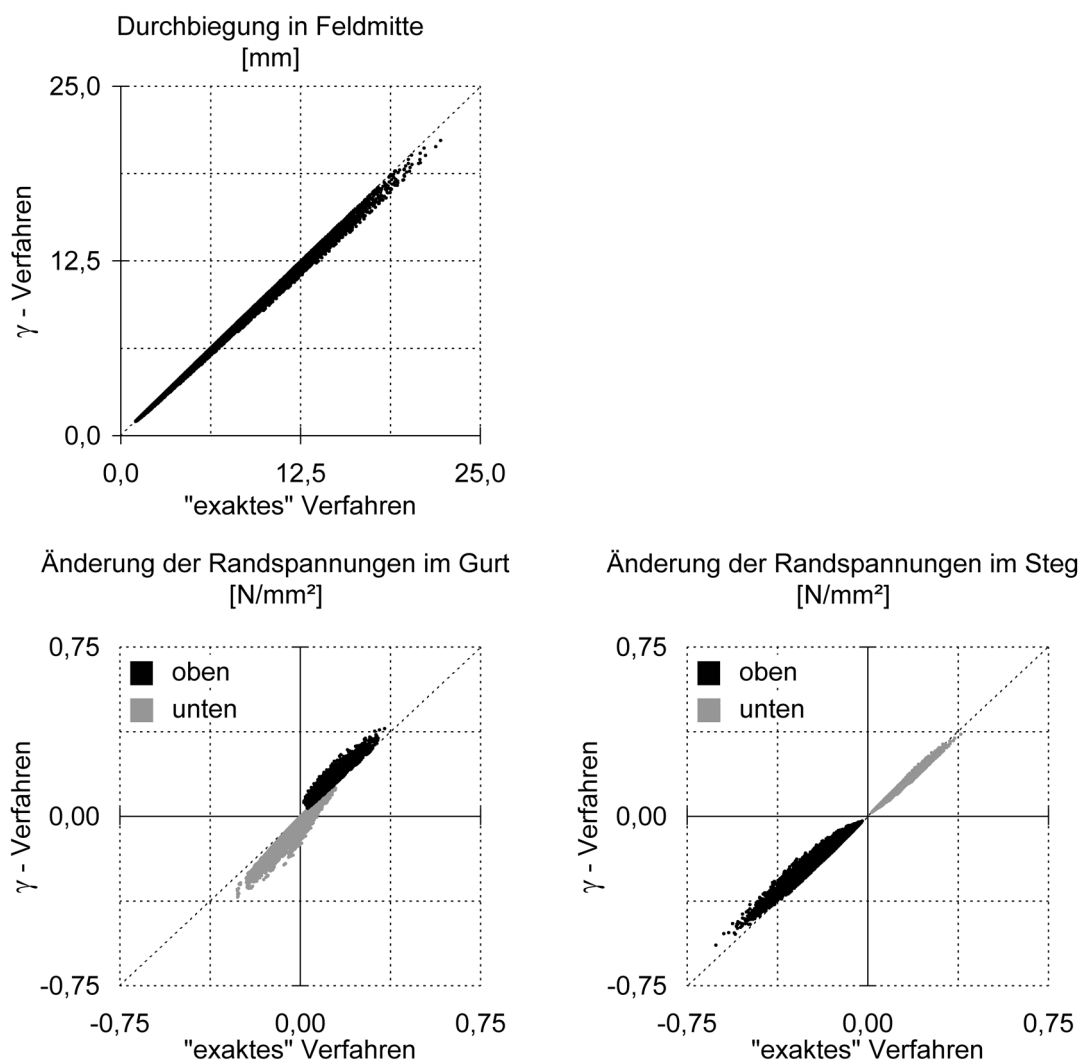 Durchbiegung in Feldmitte
[mm]
25,0
12,5
0,0
γ - Verfahren
0,0 12,5 25,0
"exaktes" Verfahren
Änderung der Randspannungen im Gurt
[N/mm²]
0,75
oben
unten
0,00
γ - Verfahren
-0,75
-0,75 0,00 0,75
"exaktes" Verfahren
Änderung der Randspannungen im Steg
[N/mm²]
0,75
oben
unten
0,00
γ - Verfahren
-0,75
-0,75 0,00 0,75
"exaktes" Verfahren